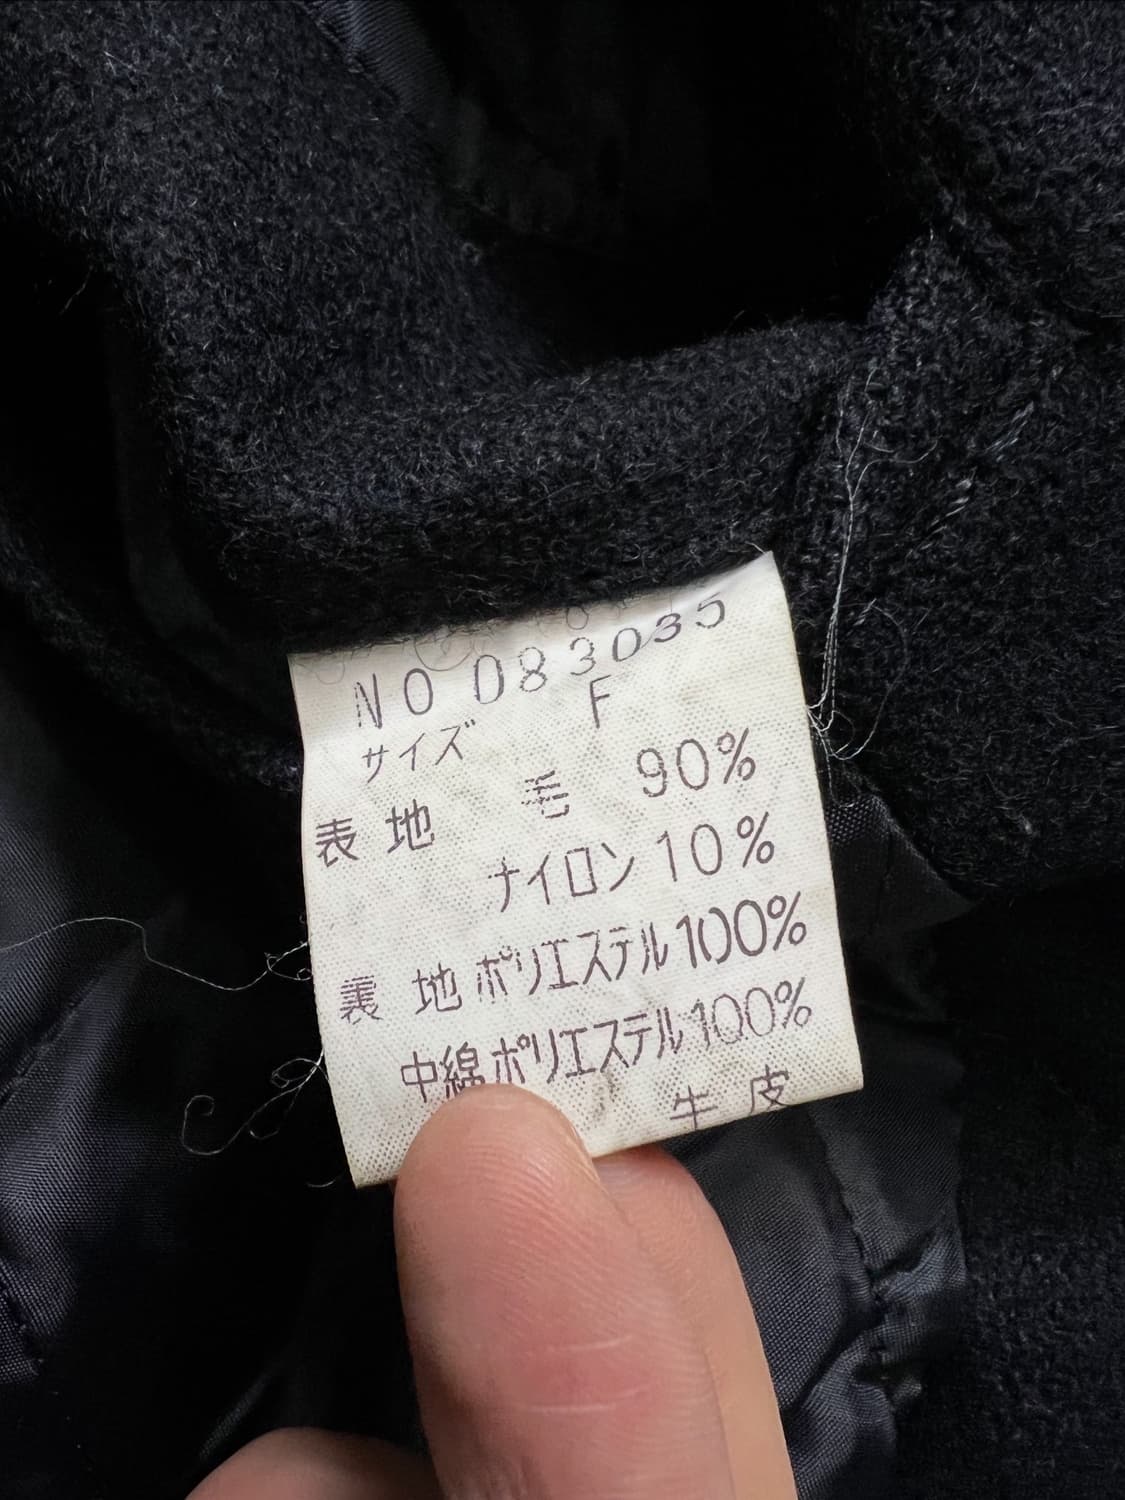 NO 083035
サイズ F
表地 毛 90%
ナイロン 10%
裏地 ポリエステル 100%
中綿 ポリエステル 100%
牛皮